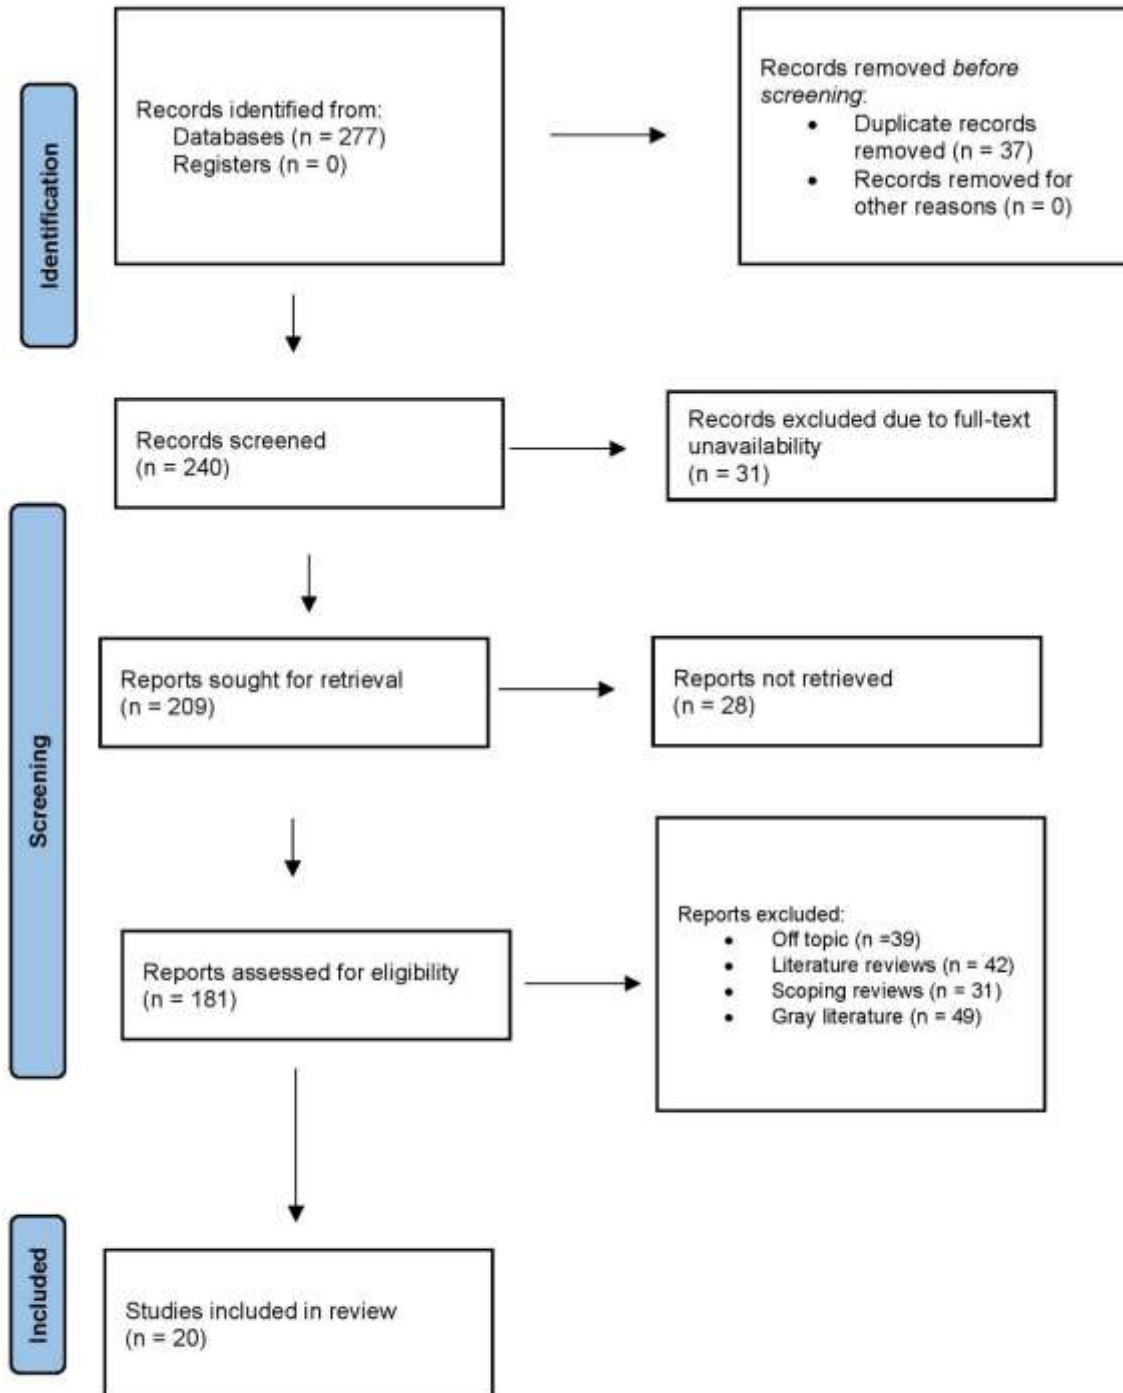 Identification
Records identified from:
Databases (n = 277)
Registers (n = 0)
Records removed before
screening:
• Duplicate records
removed (n = 37)
• Records removed for
other reasons (n = 0)
Screening
Records screened
(n = 240)
Records excluded due to full-text
unavailability
(n = 31)
Reports sought for retrieval
(n = 209)
Reports not retrieved
(n = 28)
Reports assessed for eligibility
(n = 181)
Reports excluded:
• Off topic (n =39)
• Literature reviews (n = 42)
• Scoping reviews (n = 31)
• Gray literature (n = 49)
Included
Studies included in review
(n = 20)